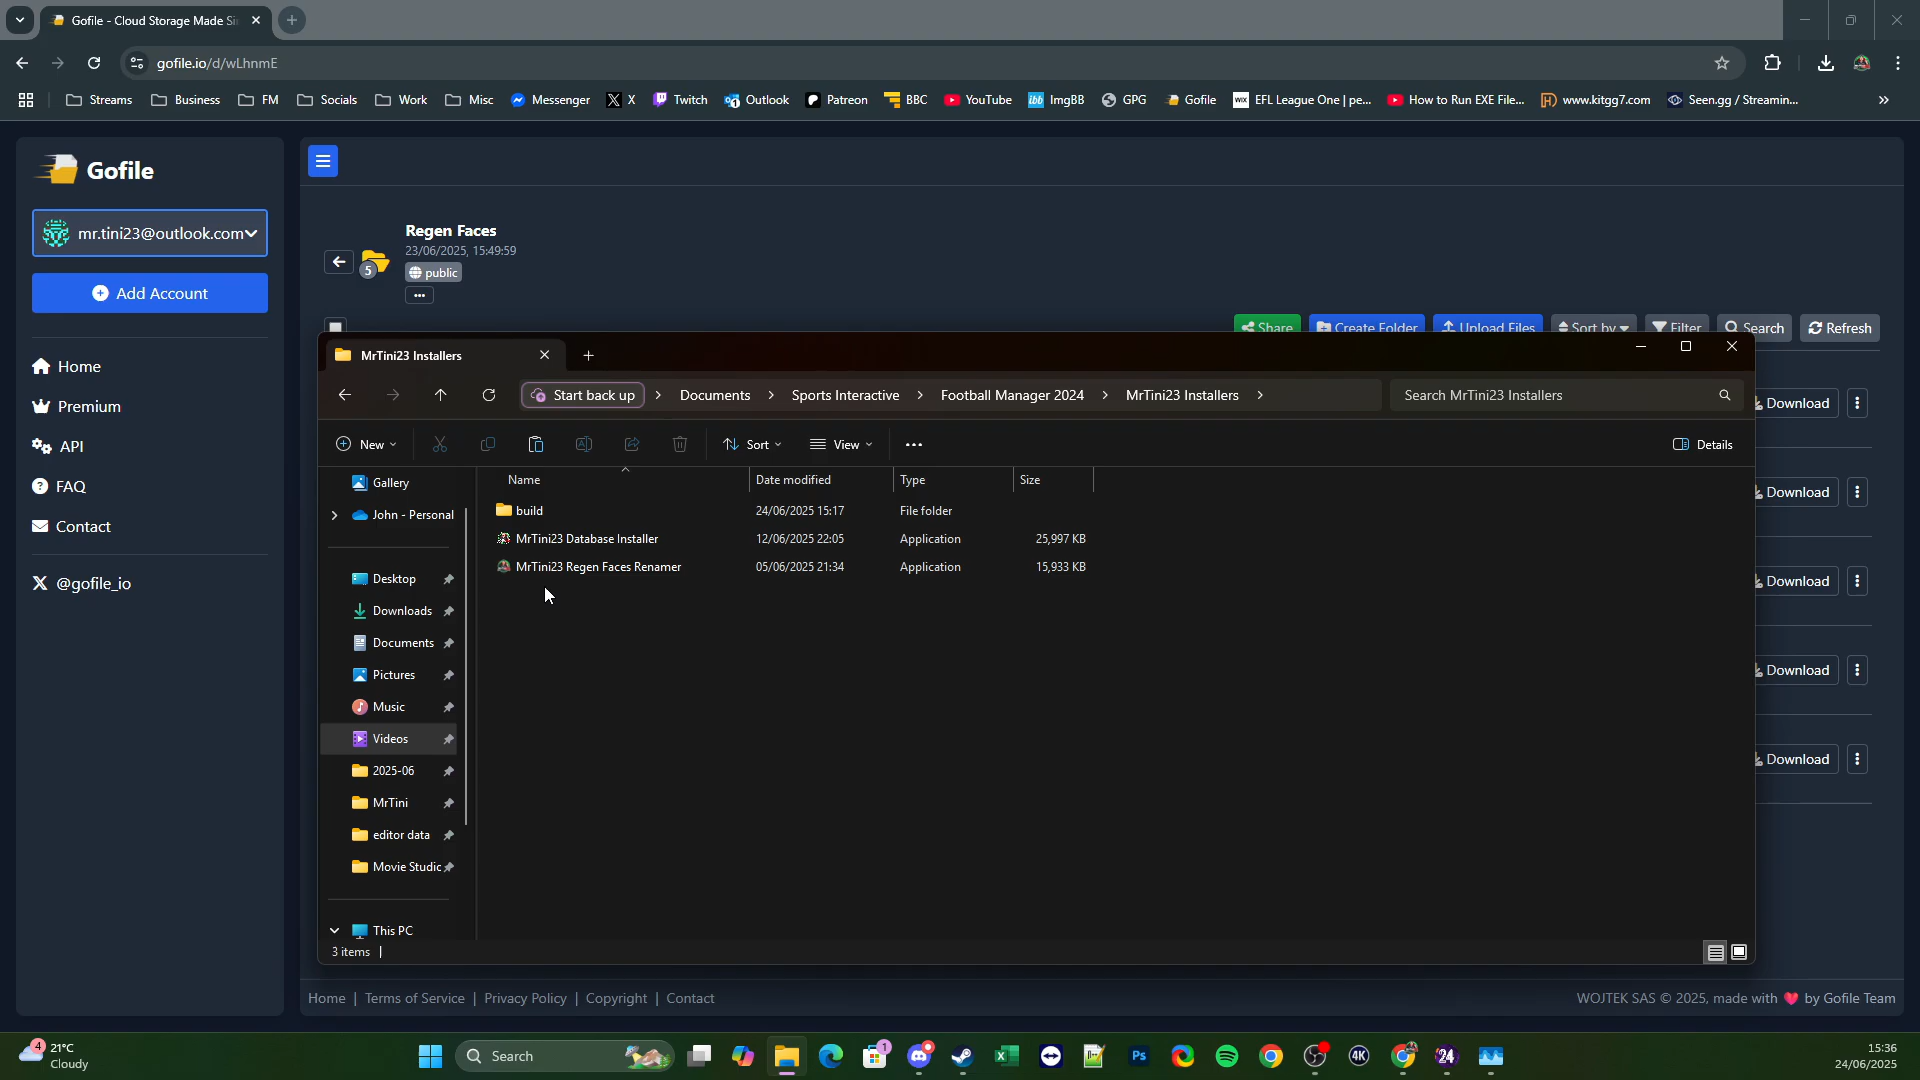 Gofile - Cloud Storage Made Si
gofile.io/d/wLhnmE
Streams
Business
FM
Socials
Work
Misc
Messenger
X
Twitch
Outlook
Patreon
BBC
YouTube
ImgBB
GPG
Gofile
EFL League One | pe...
How to Run EXE File...
www.kitgg7.com
Seen.gg / Streamin...
Gofile
mr.tini23@outlook.com
Add Account
Home
Premium
API
FAQ
Contact
@gofile_io
Regen Faces
23/06/2025, 15:49:59
5
public
Share
Create Folder
Upload Files
Sort by
Filter
Search
Refresh
Download
Download
Download
Download
Download
MrTini23 Installers
Start back up
Documents
Sports Interactive
Football Manager 2024
MrTini23 Installers
Search MrTini23 Installers
New
Sort
View
Details
Gallery
John - Personal
Desktop
Downloads
Documents
Pictures
Music
Videos
2025-06
MrTini
editor data
Movie Studic
This PC
Name Date modified Type Size
build 24/06/2025 15:17 File folder
MrTini23 Database Installer 12/06/2025 22:05 Application 25,997 KB
MrTini23 Regen Faces Renamer 05/06/2025 21:34 Application 15,933 KB
3 items
Home | Terms of Service | Privacy Policy | Copyright | Contact
WOJTEK SAS © 2025, made with ❤ by Gofile Team
4
21°C
Cloudy
Search
1
Ps
4K
24
15:36
24/06/2025